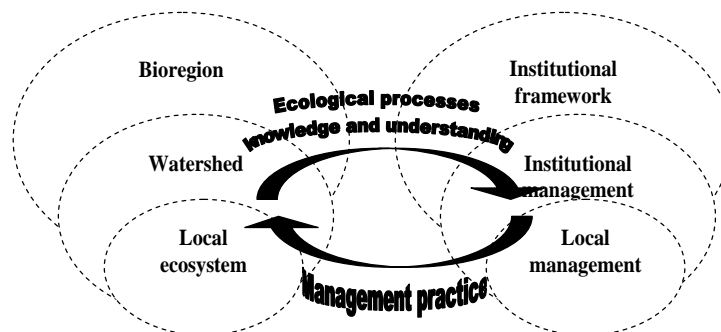 Bioregion
Institutional
framework
Ecological processes
knowledge and understanding
Watershed
Institutional
management
Local
ecosystem
Local
management
Management practice